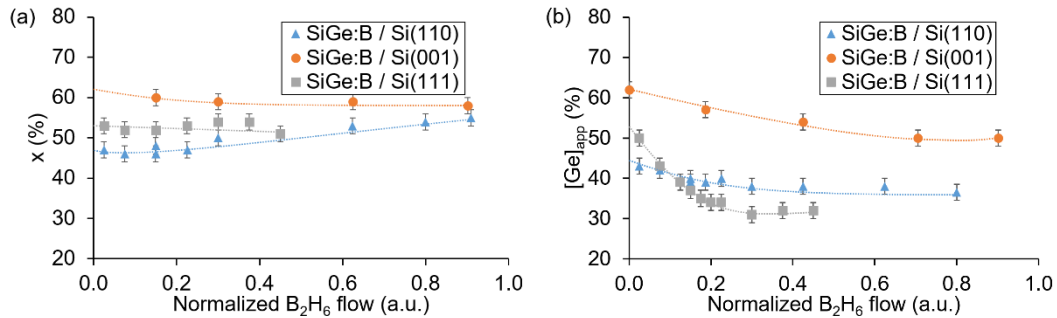 (a)
80
70
60
50
40
30
20
x (%)
SiGe:B / Si(110)
SiGe:B / Si(001)
SiGe:B / Si(111)
0.0 0.2 0.4 0.6 0.8 1.0
Normalized B₂H₆ flow (a.u.)
(b)
80
70
60
50
40
30
20
[Ge]app (%)
SiGe:B / Si(110)
SiGe:B / Si(001)
SiGe:B / Si(111)
0.0 0.2 0.4 0.6 0.8 1.0
Normalized B₂H₆ flow (a.u.)